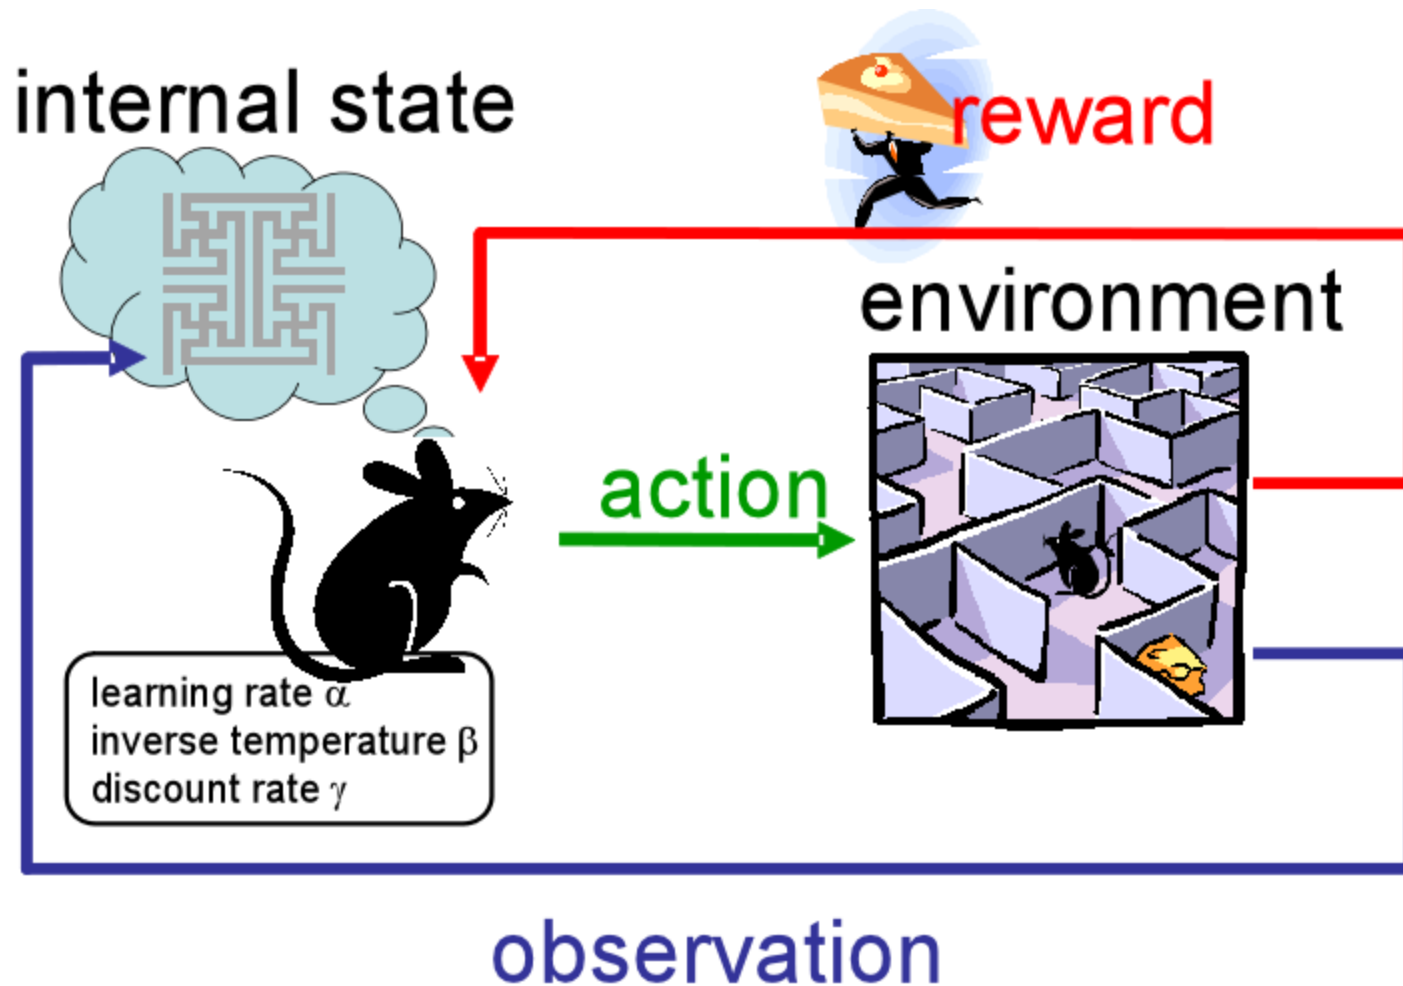 internal state
reward
environment
action
learning rate α
inverse temperature β
discount rate γ
observation